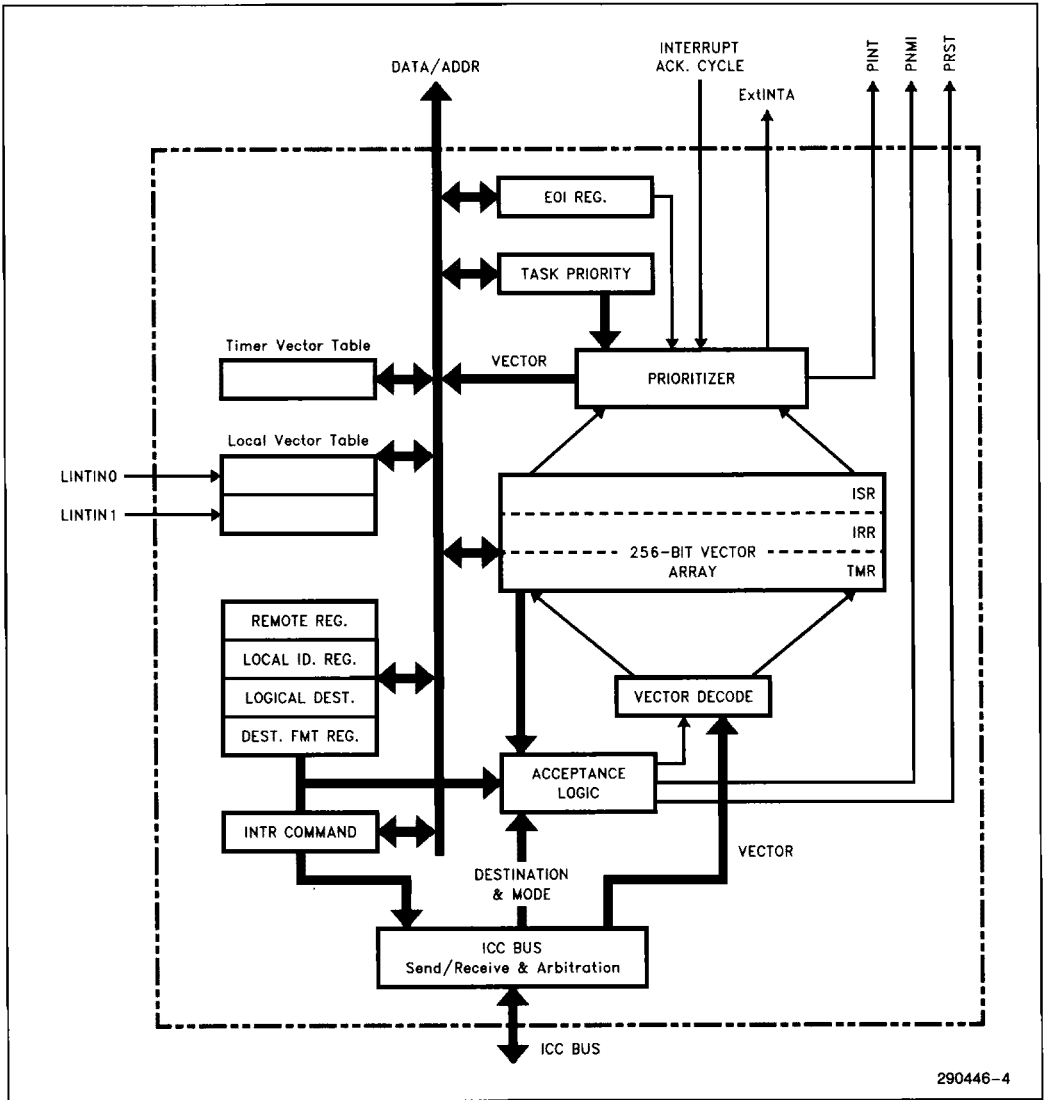 INTERRUPT
ACK. CYCLE
PINT
PNMI
PRST
DATA/ADDR
ExtINTA
EOI REG.
TASK PRIORITY
Timer Vector Table
VECTOR
PRIORITIZER
Local Vector Table
LINTIN0
LINTIN1
ISR
IRR
256-BIT VECTOR
ARRAY
TMR
REMOTE REG.
LOCAL ID. REG.
LOGICAL DEST.
DEST. FMT REG.
VECTOR DECODE
ACCEPTANCE
LOGIC
INTR COMMAND
VECTOR
DESTINATION
& MODE
ICC BUS
Send/Receive & Arbitration
ICC BUS
290446-4